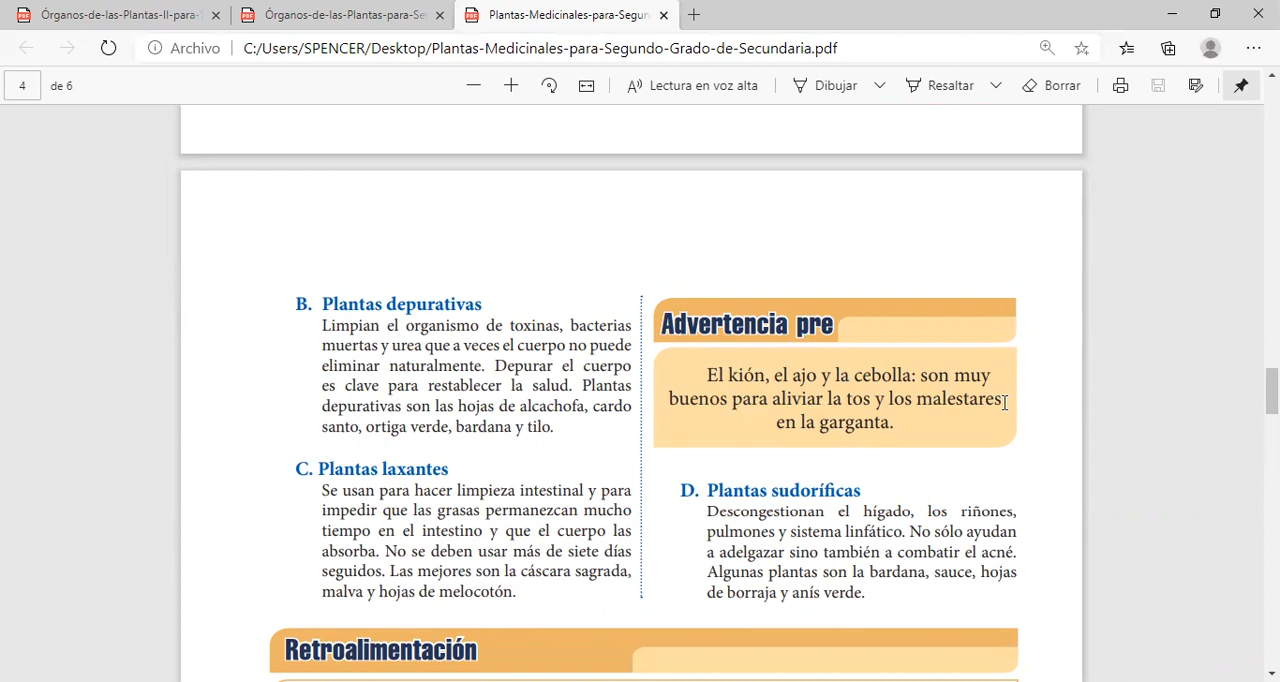 Órganos-de-las-Plantas-II-para-S
Órganos-de-las-Plantas-para-Se
Plantas-Medicinales-para-Segun
Archivo
C:/Users/SPENCER/Desktop/Plantas-Medicinales-para-Segundo-Grado-de-Secundaria.pdf
4
de 6
Lectura en voz alta
Dibujar
Resaltar
Borrar
B. Plantas depurativas
Limpian el organismo de toxinas, bacterias
muertas y urea que a veces el cuerpo no puede
eliminar naturalmente. Depurar el cuerpo
es clave para restablecer la salud. Plantas
depurativas son las hojas de alcachofa, cardo
santo, ortiga verde, bardana y tilo.
C. Plantas laxantes
Se usan para hacer limpieza intestinal y para
impedir que las grasas permanezcan mucho
tiempo en el intestino y que el cuerpo las
absorba. No se deben usar más de siete días
seguidos. Las mejores son la cáscara sagrada,
malva y hojas de melocotón.
Advertencia pre
El kión, el ajo y la cebolla: son muy
buenos para aliviar la tos y los malestares
en la garganta.
D. Plantas sudoríficas
Descongestionan el hígado, los riñones,
pulmones y sistema linfático. No sólo ayudan
a adelgazar sino también a combatir el acné.
Algunas plantas son la bardana, sauce, hojas
de borraja y anís verde.
Retroalimentación